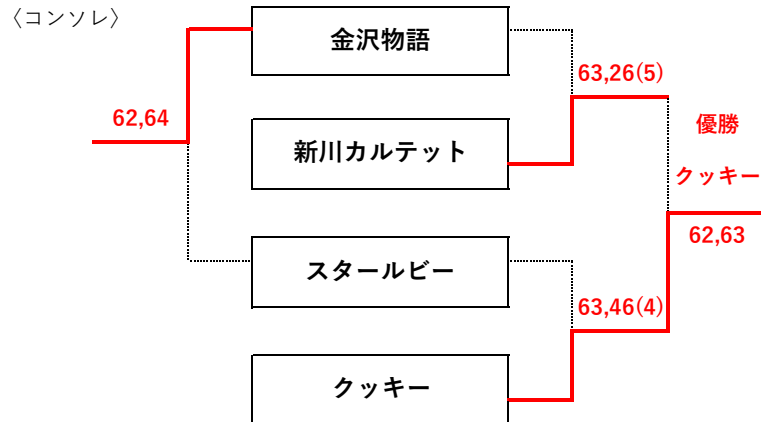 〈コンソレ〉
金沢物語
63,26(5)
62,64
優勝
新川カルテット
クッキー
62,63
スタールビー
63,46(4)
クッキー